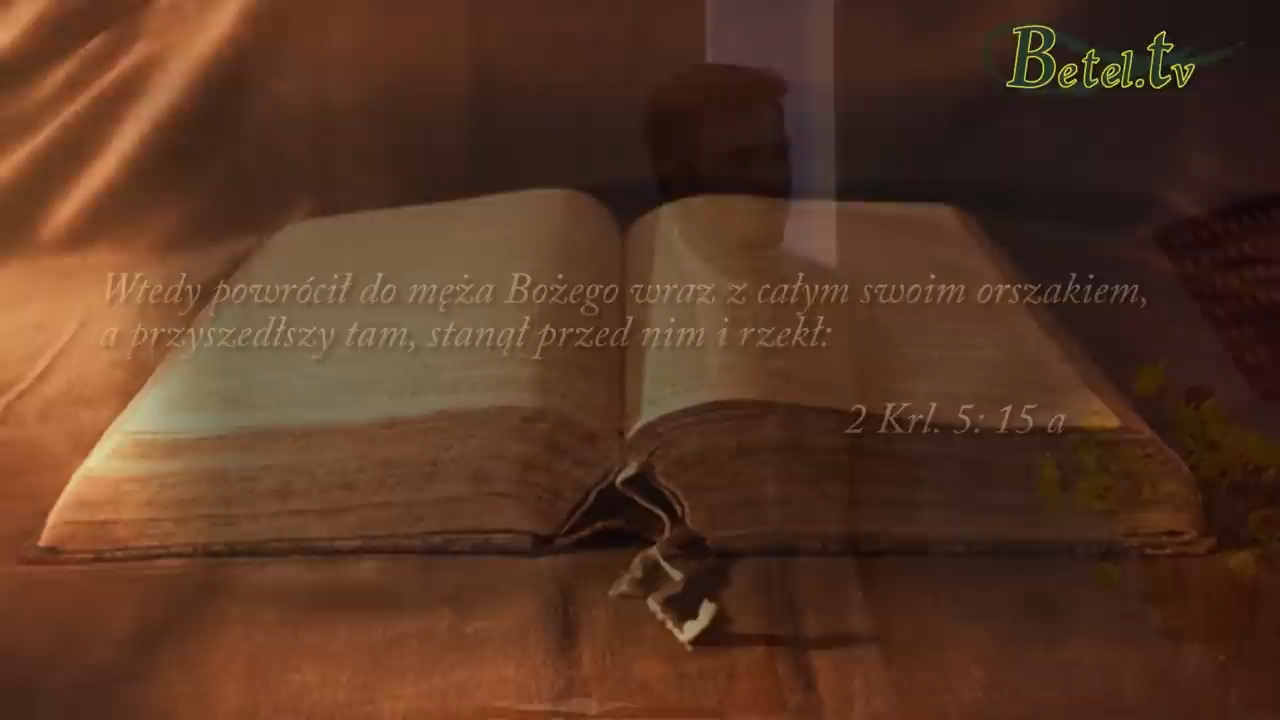 Betel.tv
Wtedy powrócił do męża Bożego wraz z całym swoim orszakiem,
a przyszedłszy tam, stanął przed nim i rzekł:
2 Krl. 5: 15 a